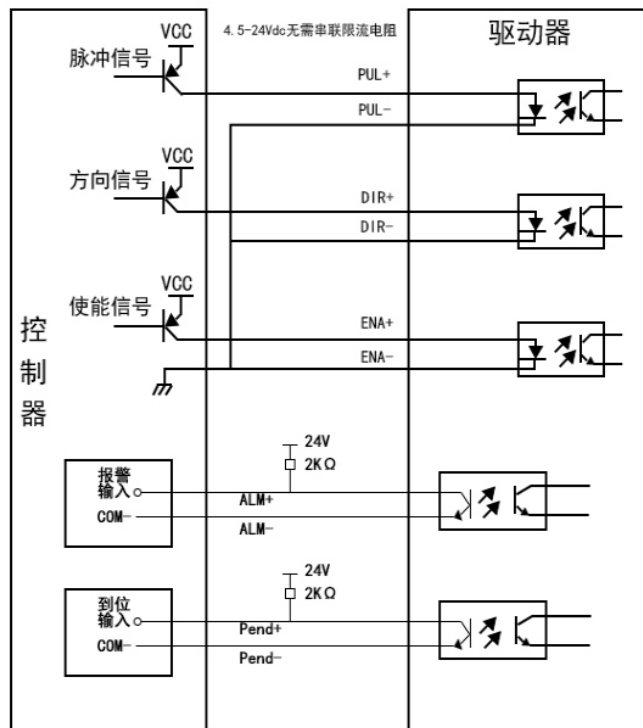 VCC
4.5-24Vdc无需串联限流电阻
驱动器
脉冲信号
PUL+
PUL-
VCC
方向信号
DIR+
DIR-
VCC
使能信号
ENA+
ENA-
控制器
24V
2KΩ
报警
输入
ALM+
COM-
ALM-
24V
2KΩ
到位
输入
Pend+
COM-
Pend-